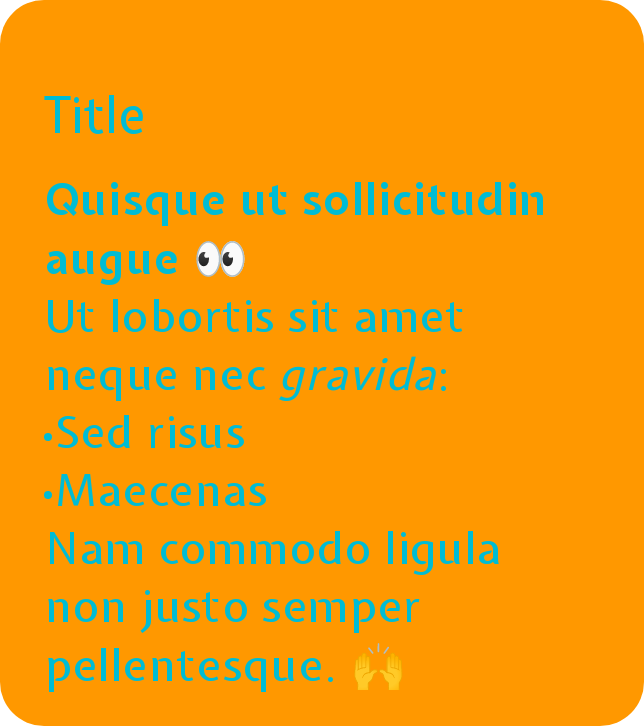 Title
Quisque ut sollicitudin
augue 👀
Ut lobortis sit amet
neque nec gravida:
•Sed risus
•Maecenas
Nam commodo ligula
non justo semper
pellentesque. 🙌